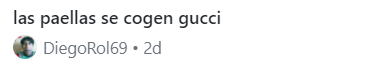 las paellas se cogen gucci
DiegoRol69 • 2d